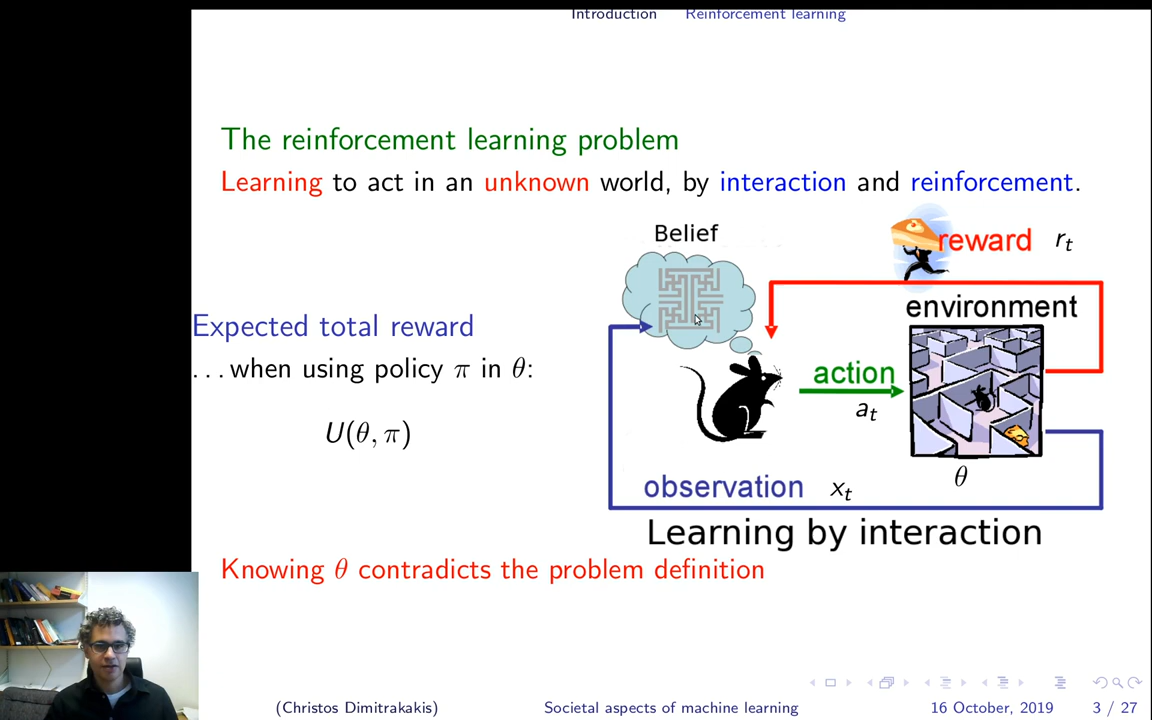 Introduction Reinforcement learning
The reinforcement learning problem
Learning to act in an unknown world, by interaction and reinforcement.
Belief
reward r_t
environment
Expected total reward
...when using policy π in θ:
action
a_t
U(θ, π)
θ
observation x_t
Learning by interaction
Knowing θ contradicts the problem definition
(Christos Dimitrakakis) Societal aspects of machine learning 16 October, 2019 3 / 27